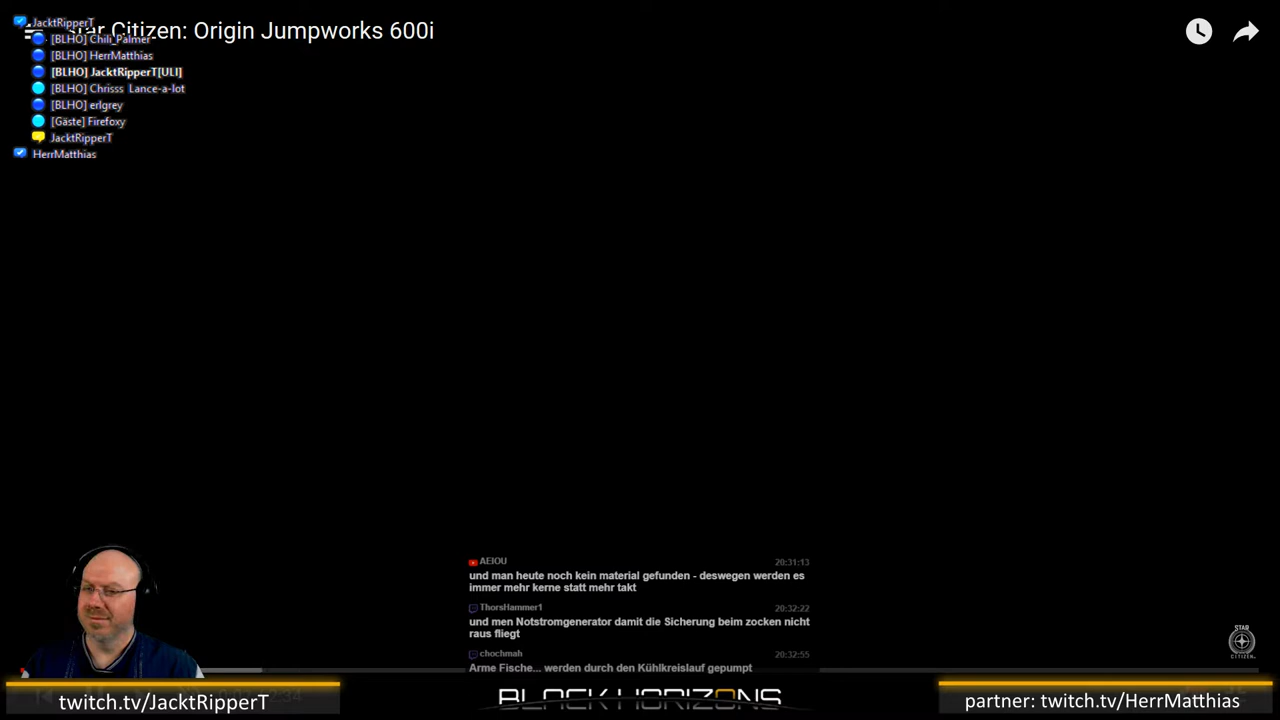 JacktRipperT
Star Citizen: Origin Jumpworks 600i
[BLHO] Chili_Palmer
[BLHO] HerrMatthias
[BLHO] JacktRipperT[ULI]
[BLHO] Chrisss Lance-a-lot
[BLHO] erlgrey
[Gäste] Firefoxy
JacktRipperT
HerrMatthias
AEIOU 20:31:13
und man heute noch kein material gefunden - deswegen werden es
immer mehr kerne statt mehr takt
ThorsHammer1 20:32:22
und men Notstromgenerator damit die Sicherung beim zocken nicht
raus fliegt
chochmah 20:32:55
Arme Fische... werden durch den Kühlkreislauf gepumpt
STAR
CITIZEN
BLACK HORIZONS
twitch.tv/JacktRipperT
partner: twitch.tv/HerrMatthias